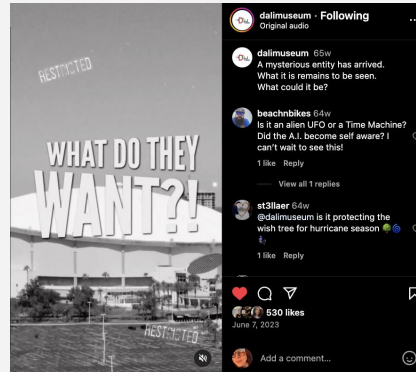 RESTRICTED
WHAT DO THEY
WANT?!
RESTRICTED
dalimuseum · Following
Original audio
dalimuseum 65w
A mysterious entity has arrived.
What it is remains to be seen.
What could it be?
beachnbikes 64w
Is it an alien UFO or a Time Machine?
Did the A.I. become self aware? I
can't wait to see this!
1 like Reply
View all 1 replies
st3llaer 64w
@dalimuseum is it protecting the
wish tree for hurricane season 🌳🌀
1 like Reply
530 likes
June 7, 2023
Add a comment...